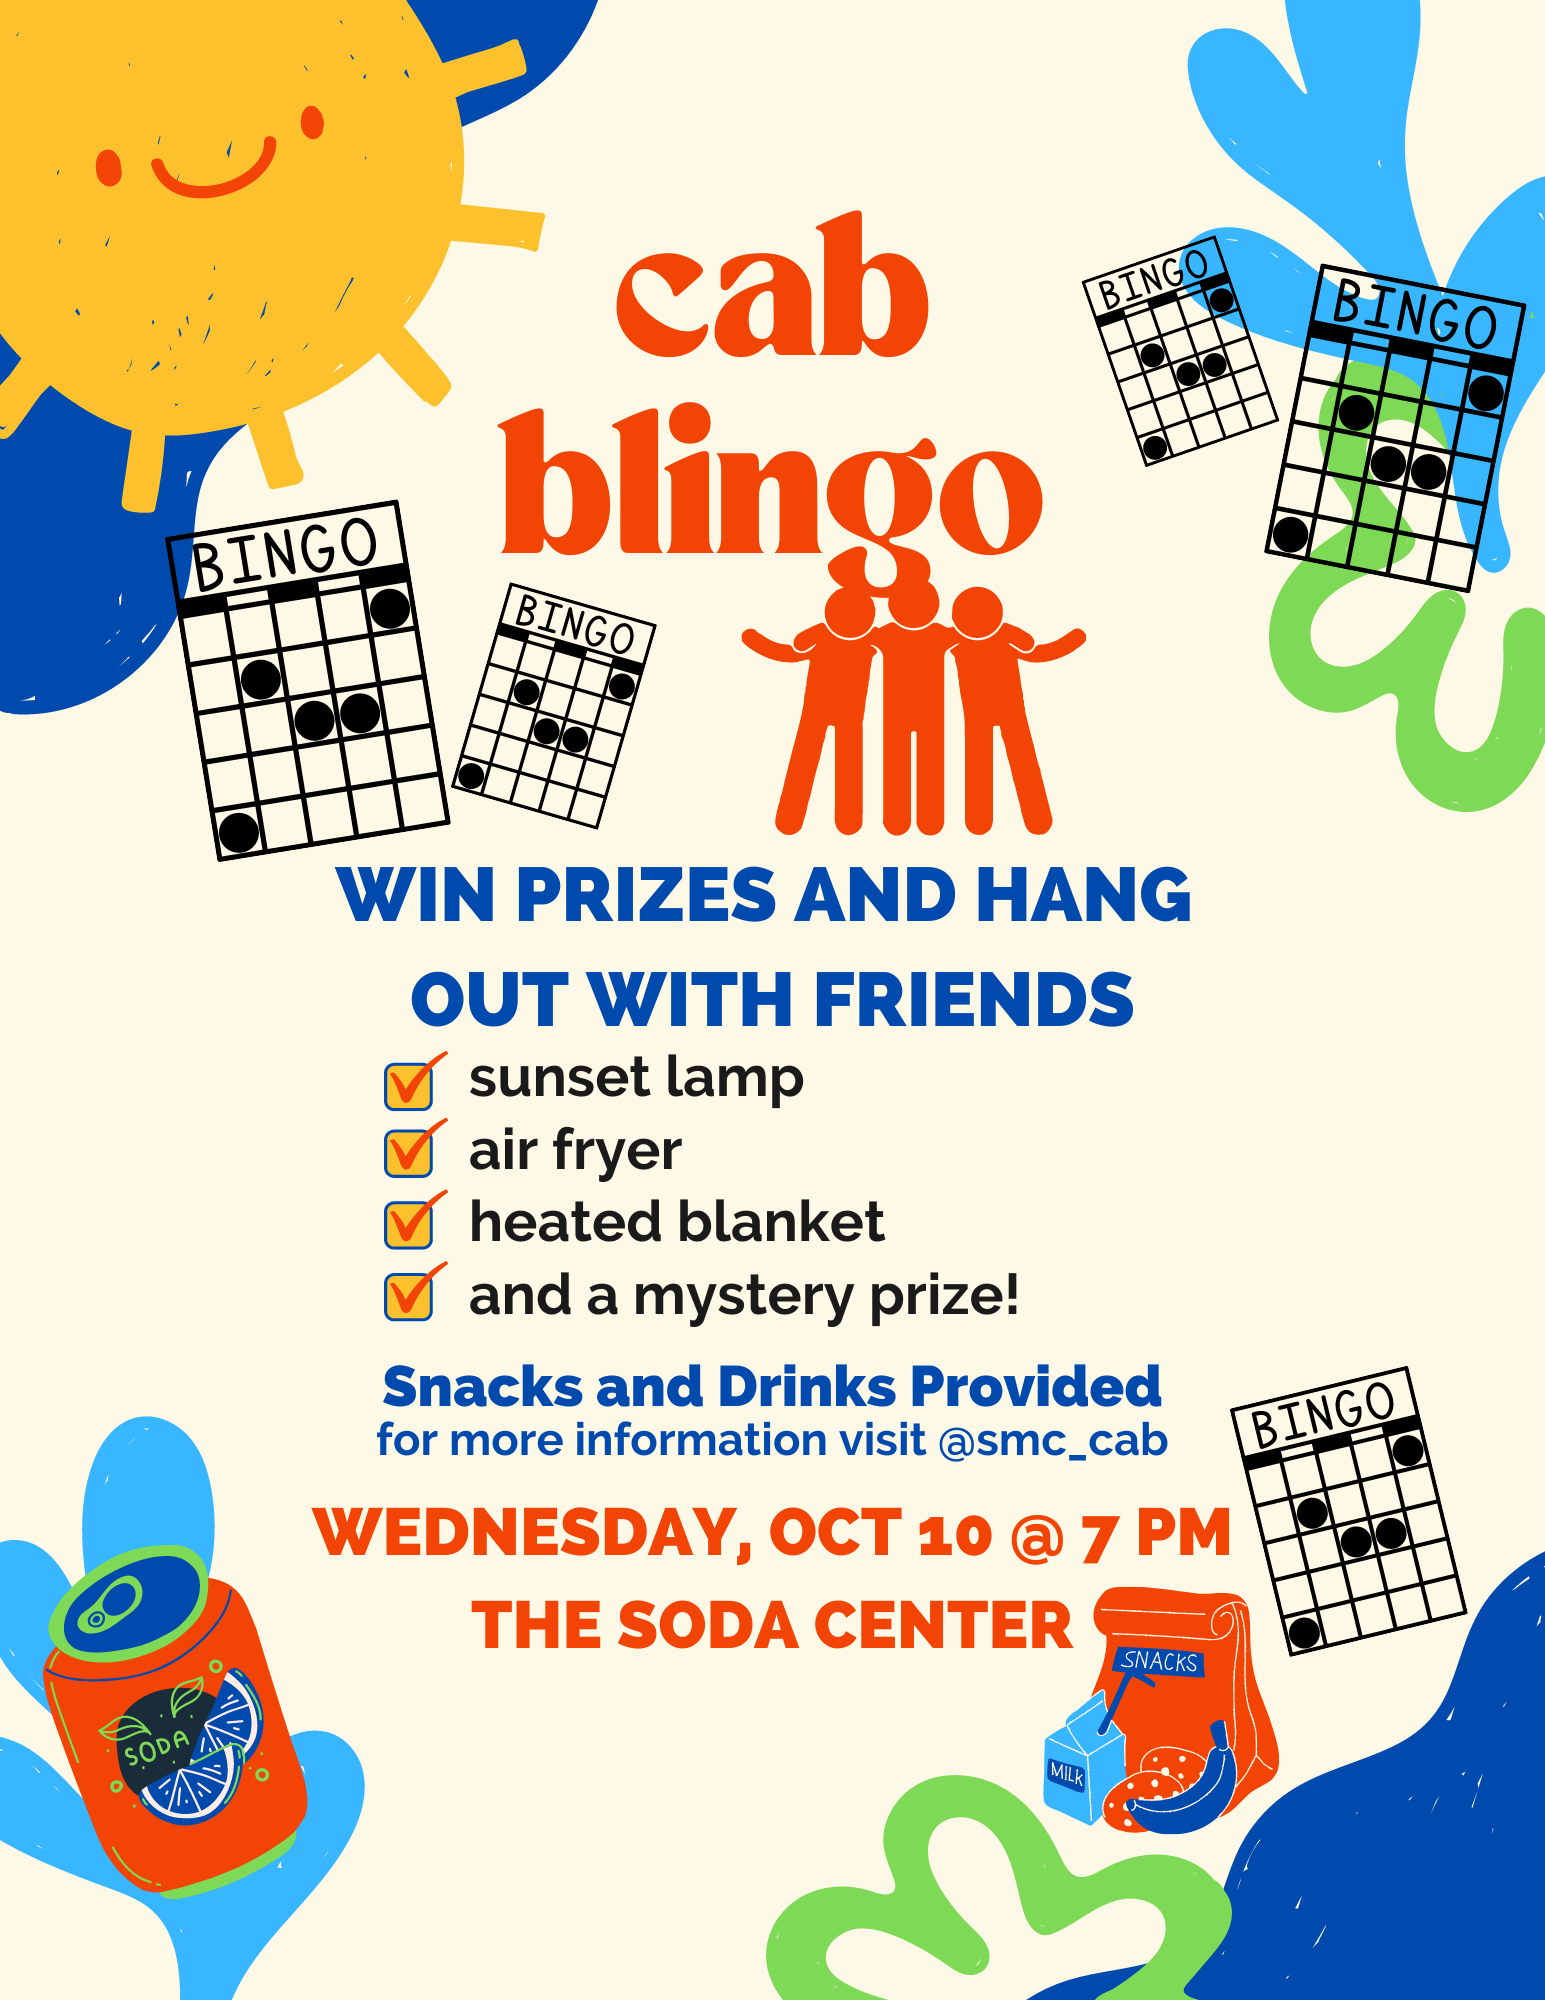 cab
blingo
BINGO
BINGO
BINGO
BINGO
WIN PRIZES AND HANG
OUT WITH FRIENDS
sunset lamp
air fryer
heated blanket
and a mystery prize!
Snacks and Drinks Provided
for more information visit @smc_cab
BINGO
WEDNESDAY, OCT 10 @ 7 PM
THE SODA CENTER
SNACKS
SODA
MILK